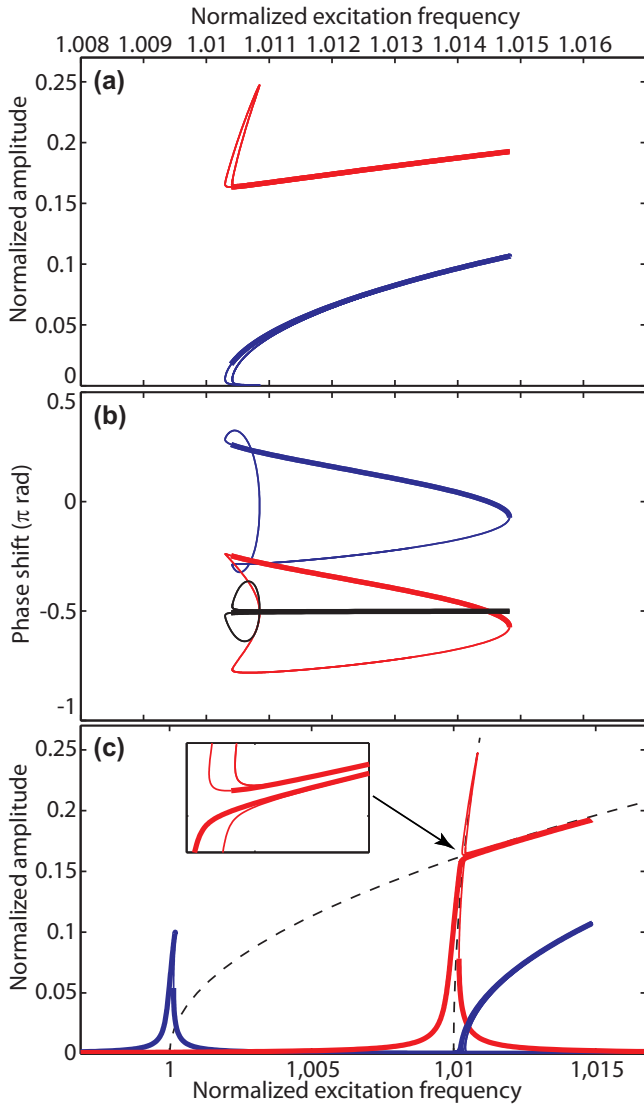 Normalized excitation frequency
1.008 1.009 1.01 1.011 1.012 1.013 1.014 1.015 1.016
(a)
Normalized amplitude
0.25
0.2
0.15
0.1
0.05
0
(b)
Phase shift (π rad)
0.5
0
-0.5
-1
(c)
Normalized amplitude
0.25
0.2
0.15
0.1
0.05
0
1 1,005 1,01 1,015
Normalized excitation frequency